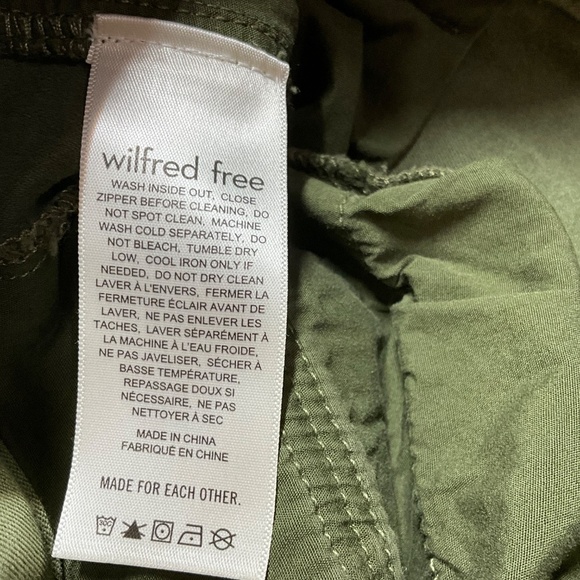 wilfred free
WASH INSIDE OUT, CLOSE
ZIPPER BEFORE CLEANING, DO
NOT SPOT CLEAN, MACHINE
WASH COLD SEPARATELY, DO
NOT BLEACH, TUMBLE DRY
LOW, COOL IRON ONLY IF
NEEDED, DO NOT DRY CLEAN
LAVER À L'ENVERS, FERMER LA
FERMETURE ÉCLAIR AVANT DE
LAVER, NE PAS ENLEVER LES
TACHES, LAVER SÉPARÉMENT À
LA MACHINE À L'EAU FROIDE,
NE PAS JAVELISER, SÉCHER À
BASSE TEMPÉRATURE,
REPASSAGE DOUX SI
NÉCESSAIRE, NE PAS
NETTOYER À SEC
MADE IN CHINA
FABRIQUÉ EN CHINE
MADE FOR EACH OTHER.
30C